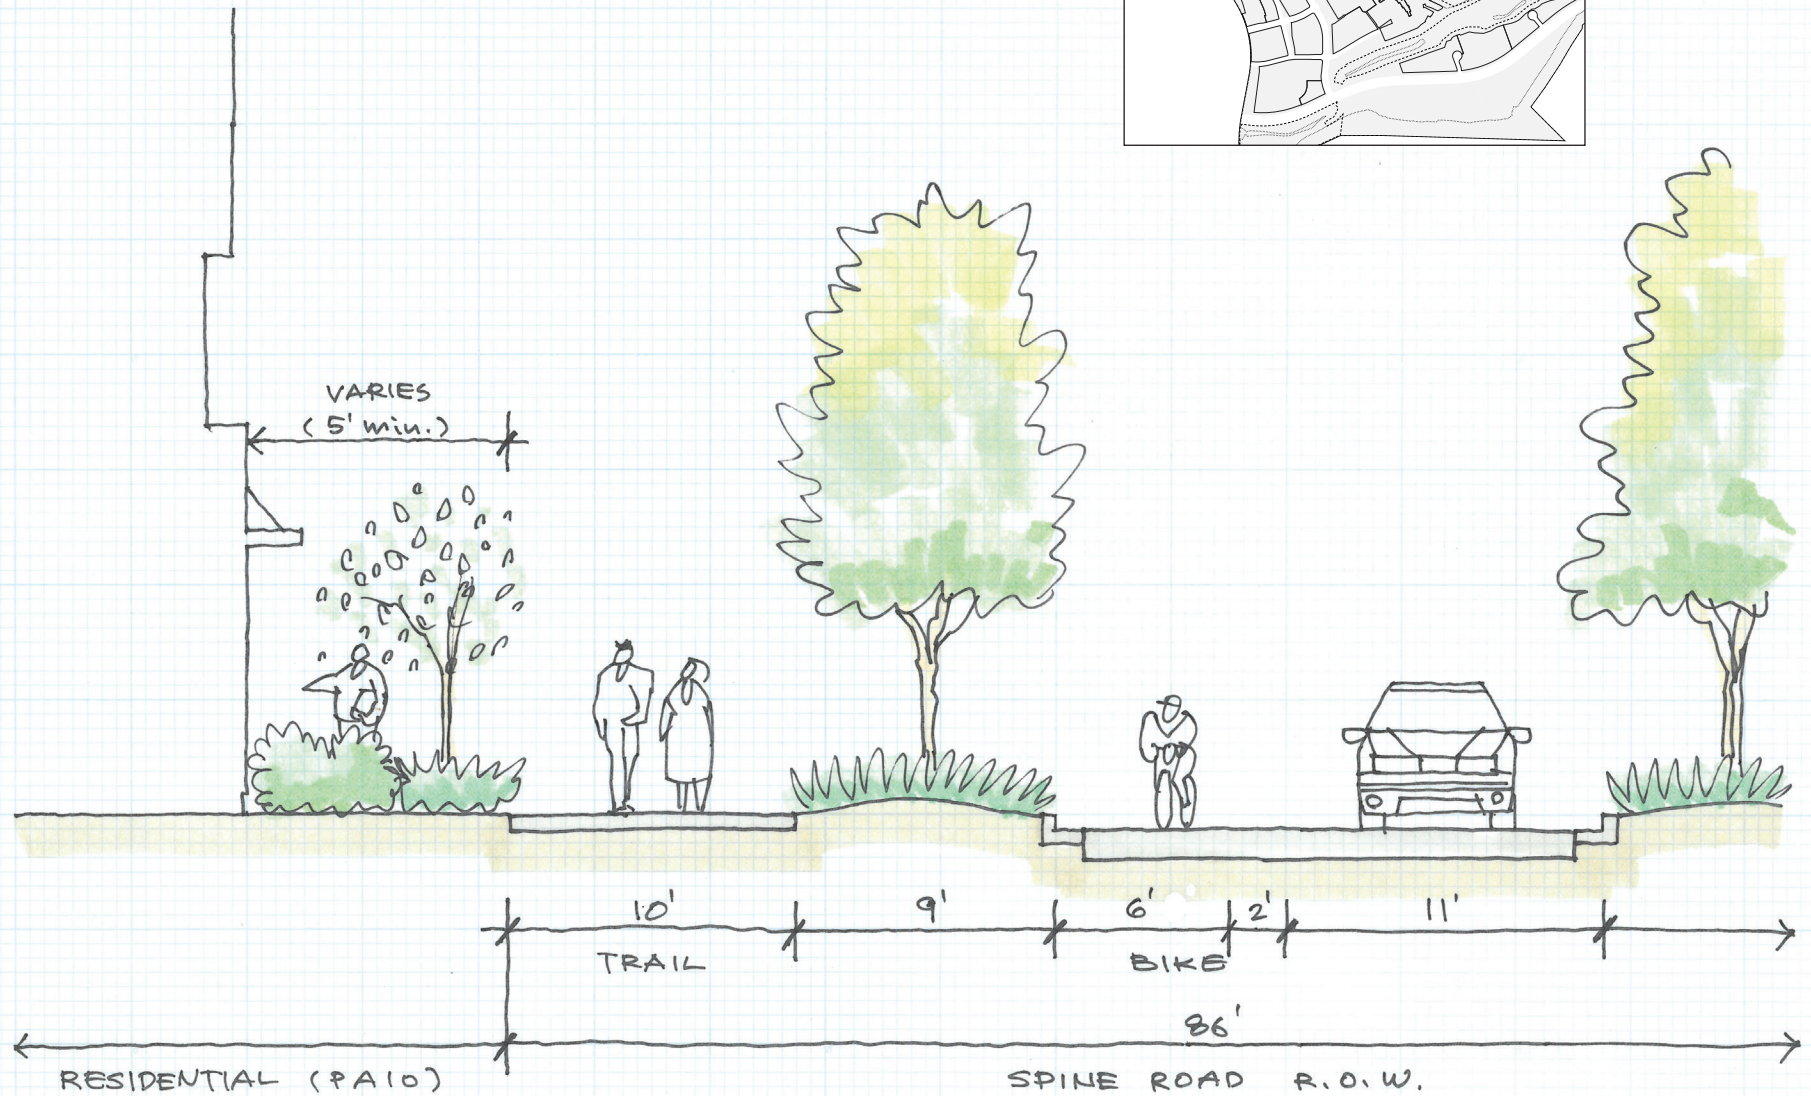 VARIES
(5' min.)
10'
9'
6'
2'
11'
TRAIL
BIKE
86'
RESIDENTIAL (PA10)
SPINE ROAD R.O.W.